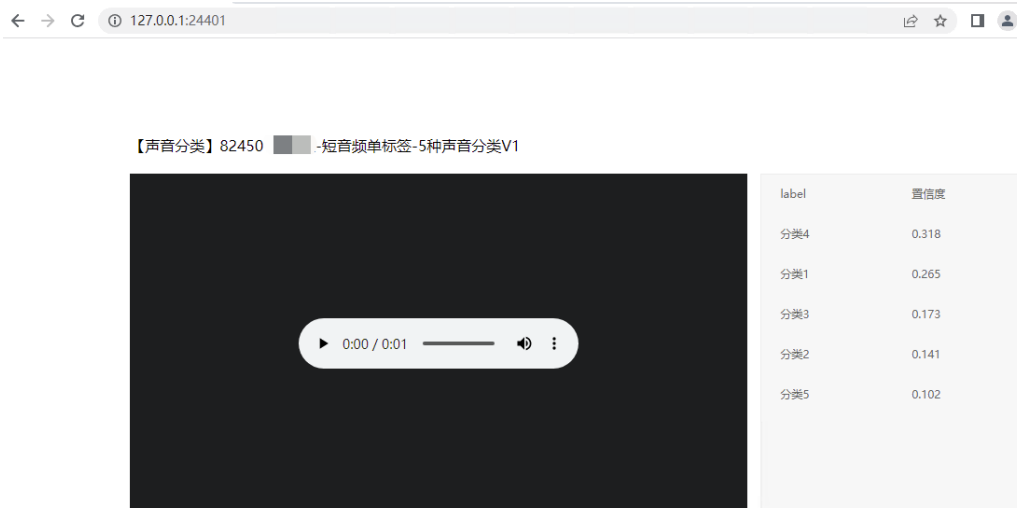 127.0.0.1:24401
【声音分类】82450 -短音频单标签-5种声音分类V1
0:00 / 0:01
label 置信度
分类4 0.318
分类1 0.265
分类3 0.173
分类2 0.141
分类5 0.102